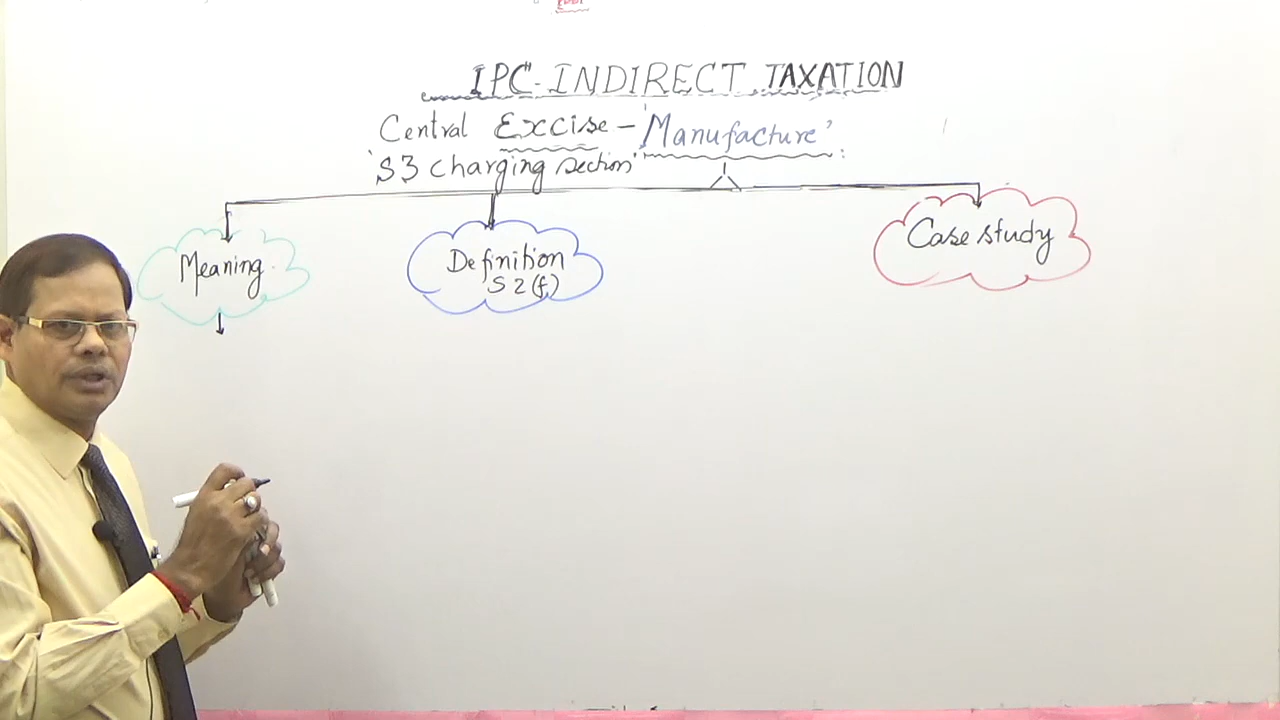 IPC-INDIRECT TAXATION
Central Excise - 'Manufacture'
'S3 charging section'
Meaning
Definition
S 2(f)
Case study